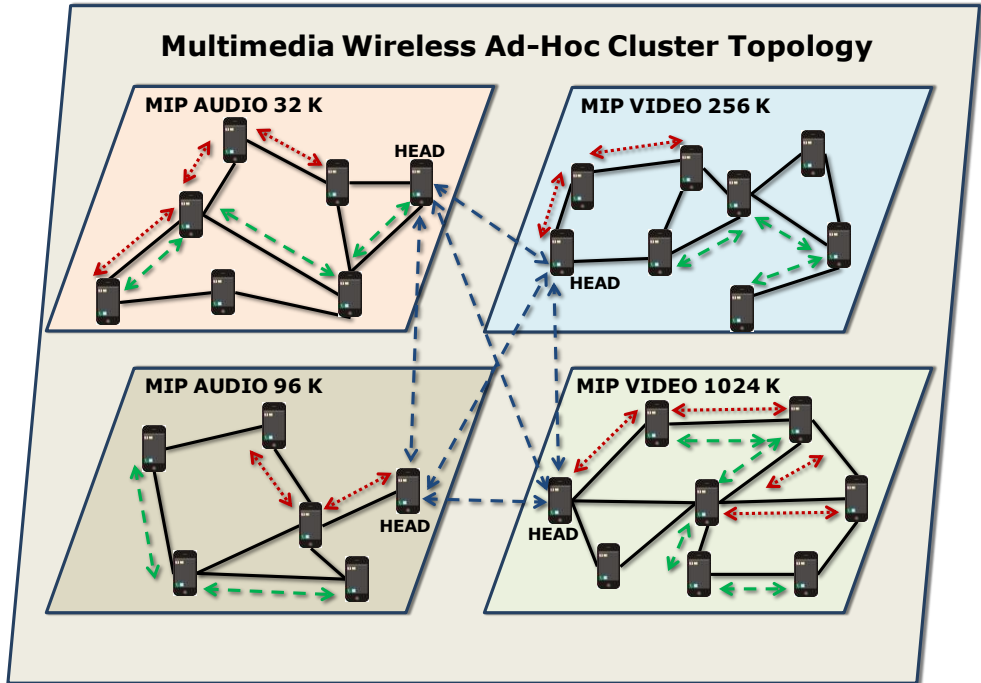 Multimedia Wireless Ad-Hoc Cluster Topology
MIP AUDIO 32 K
HEAD
MIP VIDEO 256 K
HEAD
MIP AUDIO 96 K
HEAD
MIP VIDEO 1024 K
HEAD